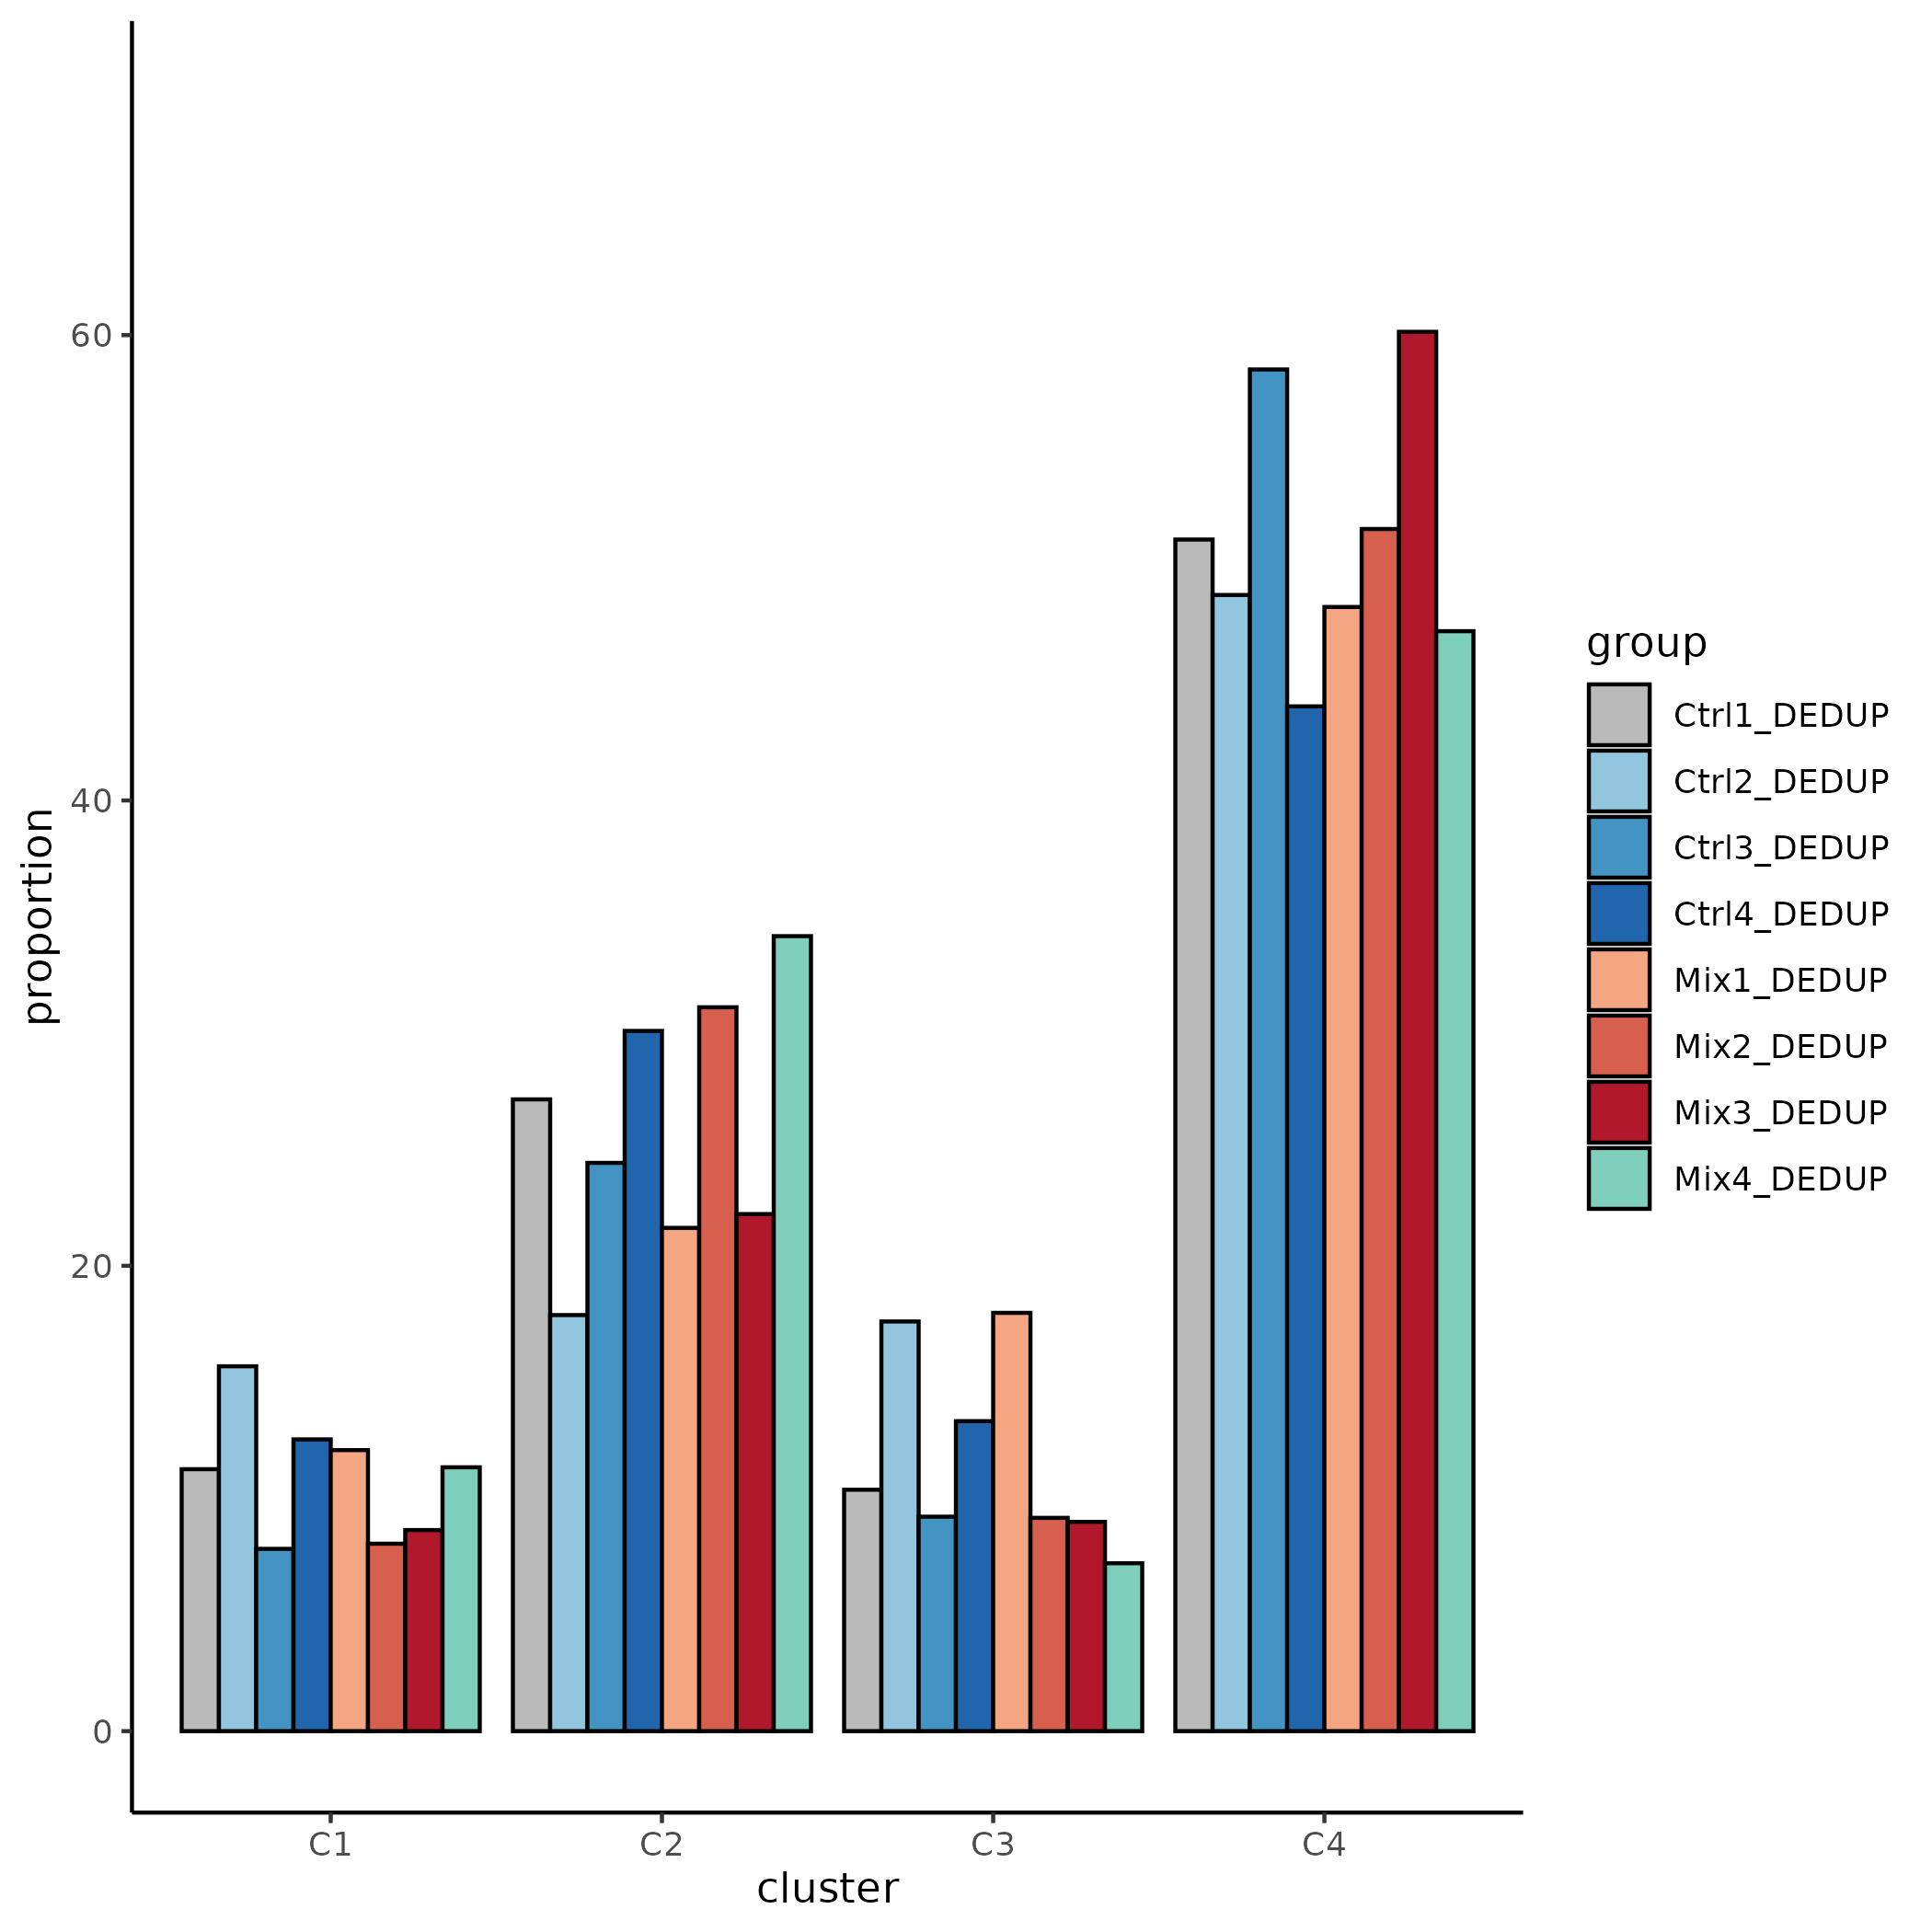 proportion
60
40
20
0
C1 C2 C3 C4
cluster
group
Ctrl1_DEDUP
Ctrl2_DEDUP
Ctrl3_DEDUP
Ctrl4_DEDUP
Mix1_DEDUP
Mix2_DEDUP
Mix3_DEDUP
Mix4_DEDUP